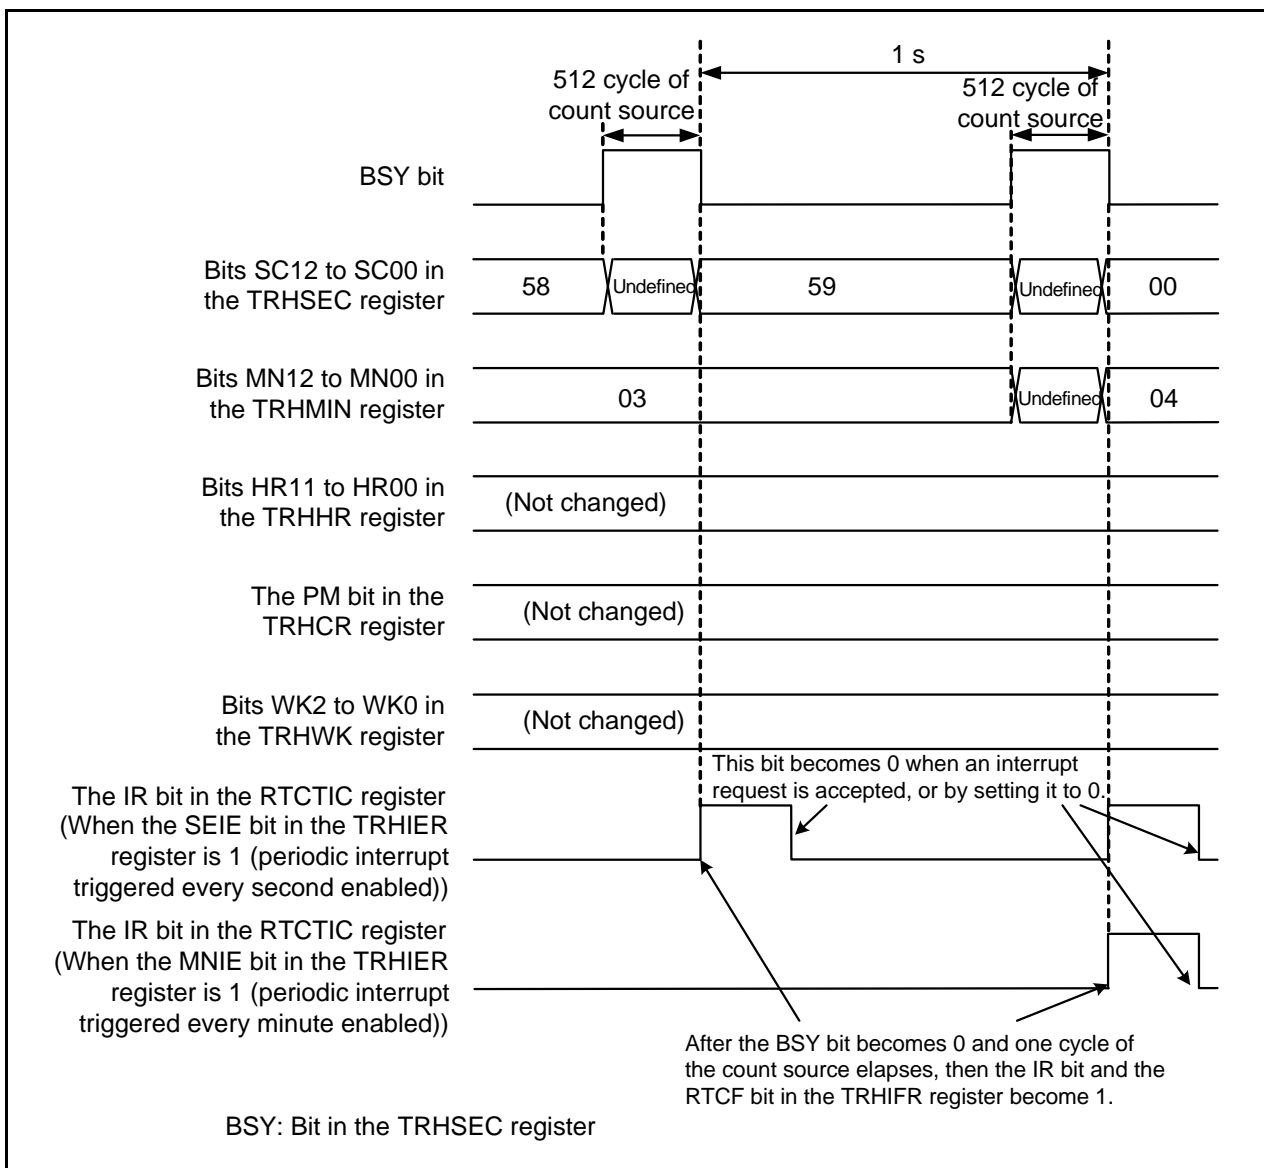 1 s
512 cycle of
count source
512 cycle of
count source
BSY bit
Bits SC12 to SC00 in
the TRHSEC register
58
Undefined
59
Undefined
00
Bits MN12 to MN00 in
the TRHMIN register
03
Undefined
04
Bits HR11 to HR00 in
the TRHHR register
(Not changed)
The PM bit in the
TRHCR register
(Not changed)
Bits WK2 to WK0 in
the TRHWK register
(Not changed)
This bit becomes 0 when an interrupt
request is accepted, or by setting it to 0.
The IR bit in the RTCTIC register
(When the SEIE bit in the TRHIER
register is 1 (periodic interrupt
triggered every second enabled))
The IR bit in the RTCTIC register
(When the MNIE bit in the TRHIER
register is 1 (periodic interrupt
triggered every minute enabled))
After the BSY bit becomes 0 and one cycle of
the count source elapses, then the IR bit and the
RTCF bit in the TRHIFR register become 1.
BSY: Bit in the TRHSEC register